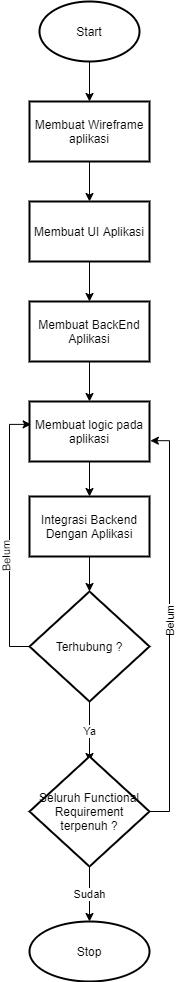 Start
Membuat Wireframe
aplikasi
Membuat UI Aplikasi
Membuat BackEnd
Aplikasi
Membuat logic pada
aplikasi
Integrasi Backend
Dengan Aplikasi
Belum
Terhubung ?
Belum
Ya
Seluruh Functional
Requirement
terpenuh ?
Sudah
Stop